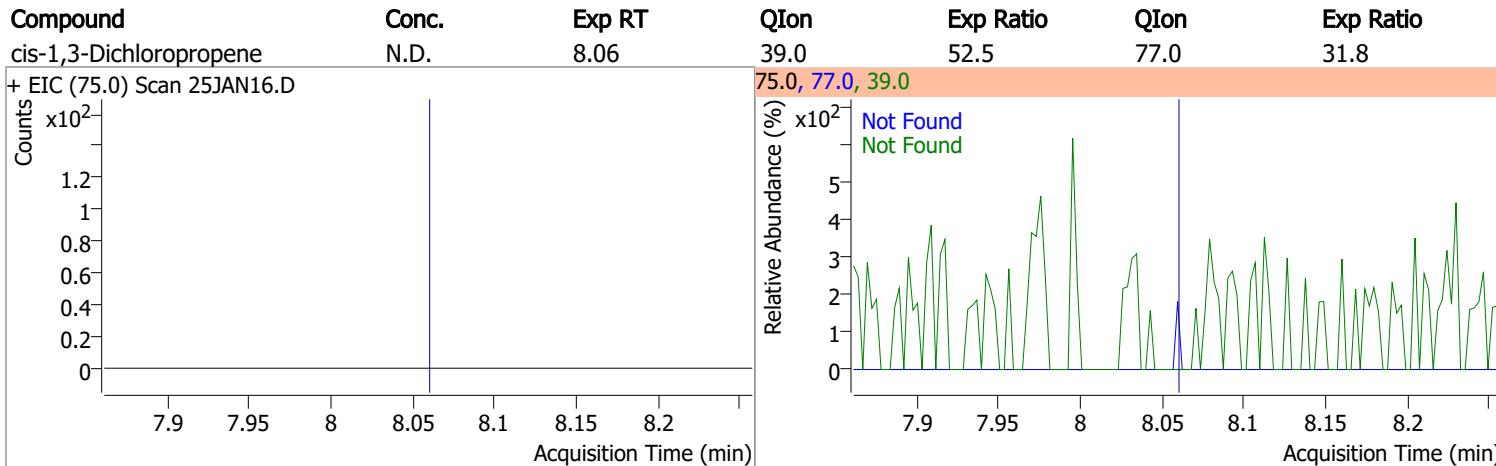 Compound Conc. Exp RT QIon Exp Ratio QIon Exp Ratio
cis-1,3-Dichloropropene N.D. 8.06 39.0 52.5 77.0 31.8
+ EIC (75.0) Scan 25JAN16.D
Counts
x10²
1.2
1
0.8
0.6
0.4
0.2
0
7.9 7.95 8 8.05 8.1 8.15 8.2
Acquisition Time (min)
75.0, 77.0, 39.0
Relative Abundance (%)
x10²
Not Found
Not Found
5
4
3
2
1
0
7.9 7.95 8 8.05 8.1 8.15 8.2
Acquisition Time (min)